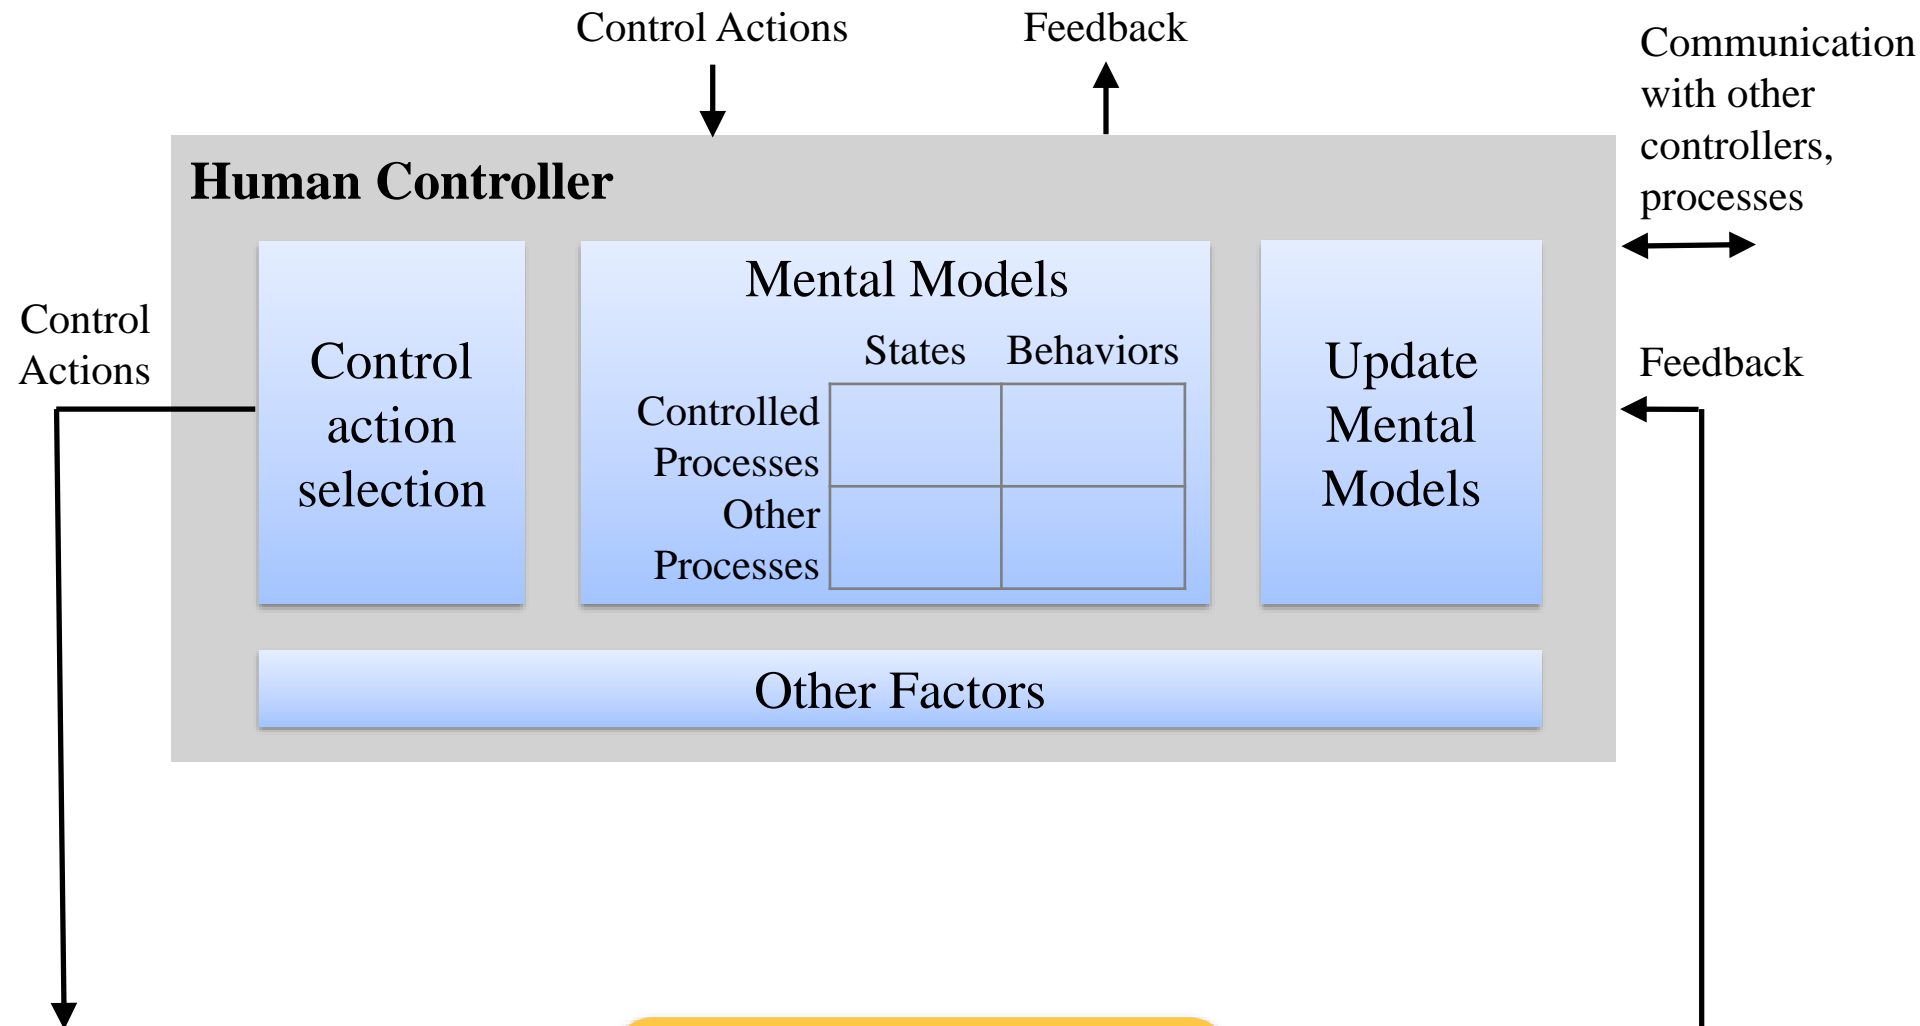 Control Actions
Feedback
Communication
with other
controllers,
processes
Human Controller
Control
Actions
Control
action
selection
Mental Models
States Behaviors
Controlled
Processes
Other
Processes
Update
Mental
Models
Feedback
Other Factors